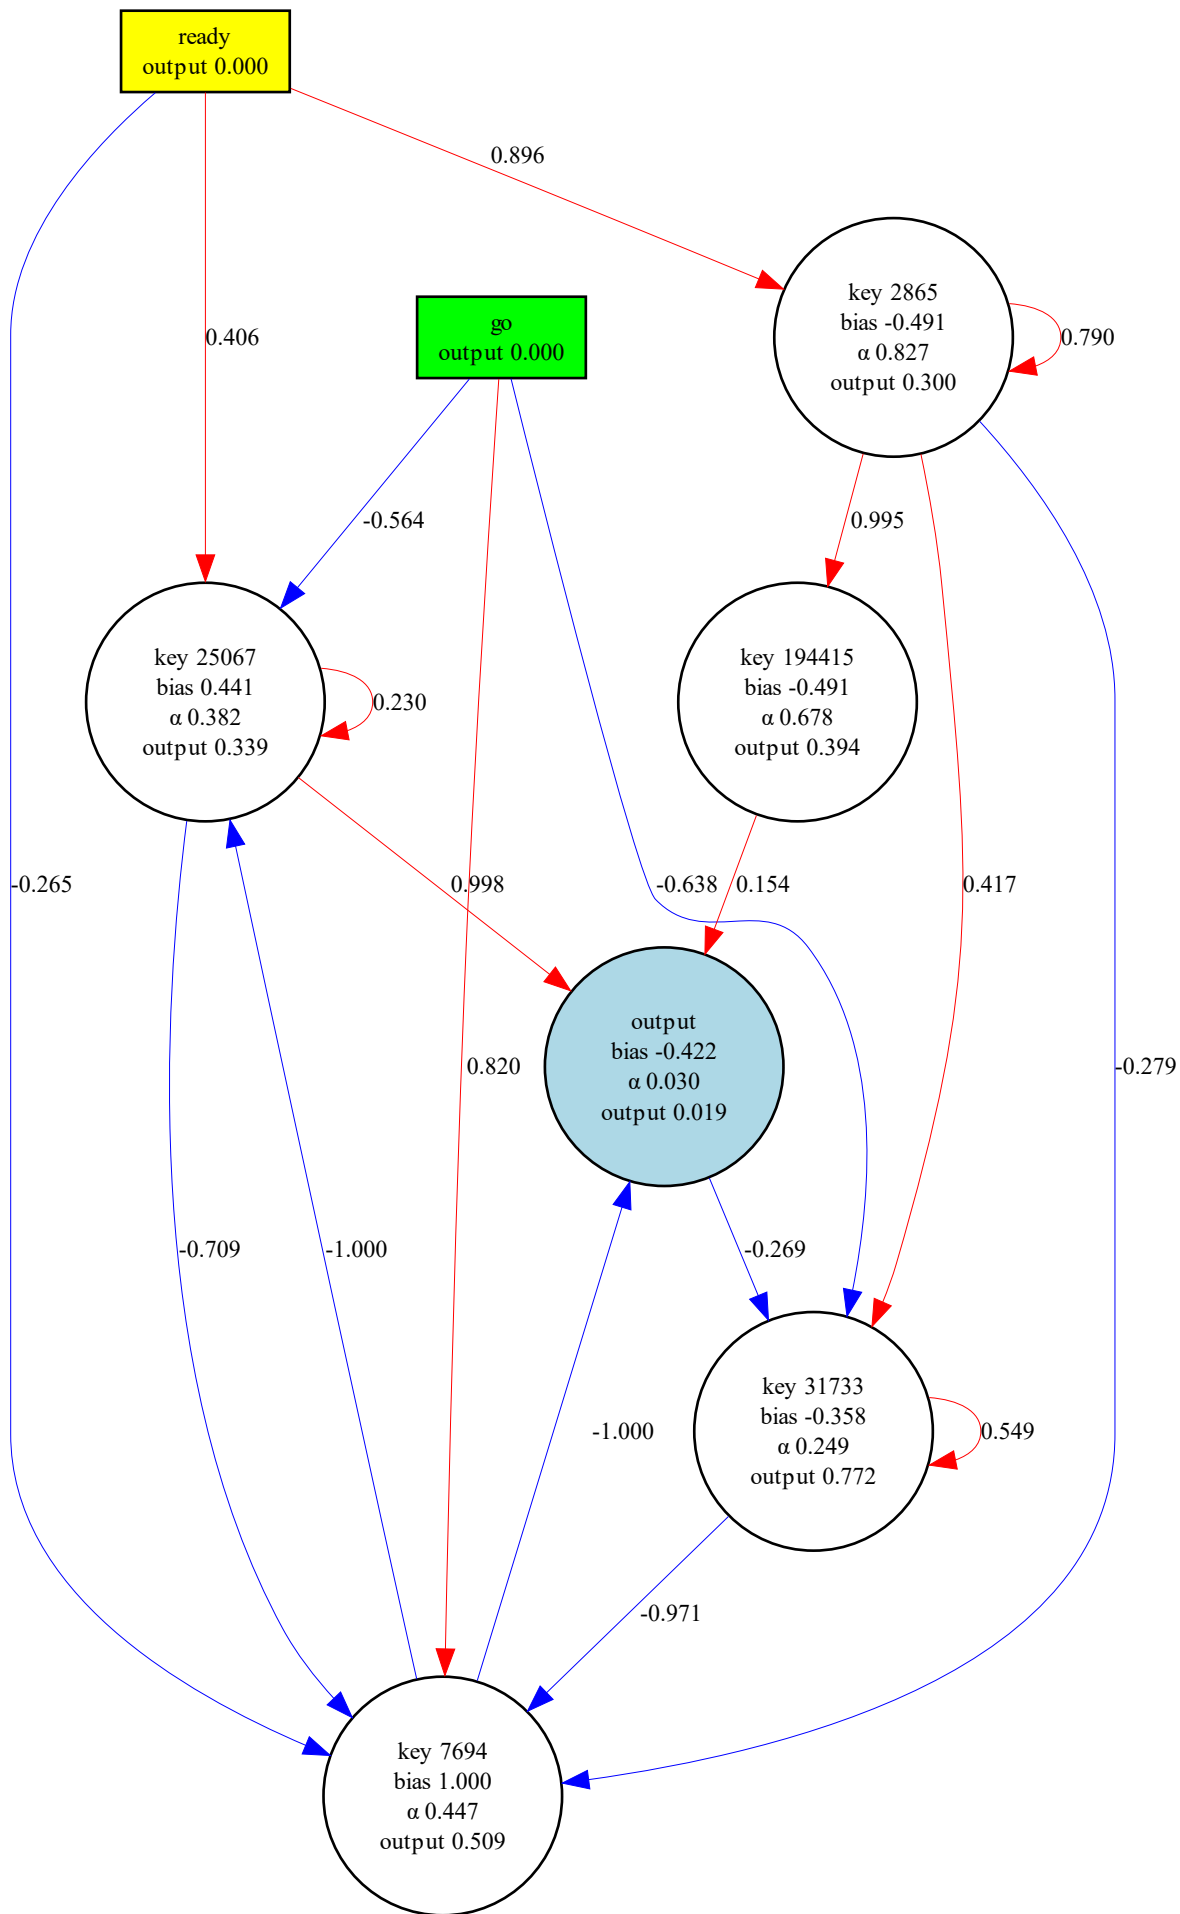 ready
output 0.000
0.896
key 2865
bias -0.491
α 0.827
output 0.300
go
output 0.000
0.406
0.790
-0.564
0.995
key 25067
bias 0.441
α 0.382
output 0.339
0.230
key 194415
bias -0.491
α 0.678
output 0.394
-0.265
0.998
-0.638
0.154
0.417
output
bias -0.422
α 0.030
output 0.019
0.820
-0.279
-0.709
-1.000
-0.269
key 31733
bias -0.358
α 0.249
output 0.772
-1.000
0.549
-0.971
key 7694
bias 1.000
α 0.447
output 0.509